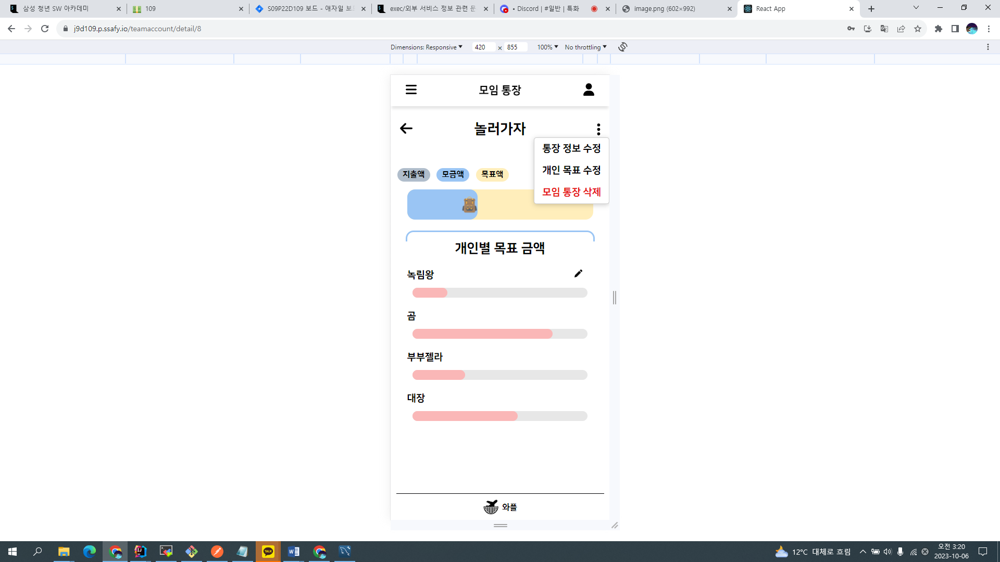 삼성 청년 SW 아카데미
109
S09P22D109 보드 - 애자일 보드
exec/외부 서비스 정보 관련 문
• Discord | #일반 | 특화
image.png (602×992)
React App
j9d109.p.ssafy.io/teamaccount/detail/8
Dimensions: Responsive 420 × 855 100% No throttling
모임 통장
놀러가자
통장 정보 수정
개인 목표 수정
모임 통장 삭제
지출액 모금액 목표액
개인별 목표 금액
녹림왕
곰
부부젤라
대장
와플
TALK
12°C 대체로 흐림
오전 3:20
2023-10-06